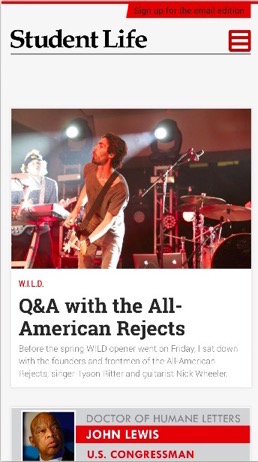 Sign up for the email edition
Student Life
W.I.L.D.
Q&A with the All-
American Rejects
Before the spring WILD opener went on Friday, I sat down
with the founders and frontmen of the All-American
Rejects, singer Tyson Ritter and guitarist Nick Wheeler.
DOCTOR OF HUMANE LETTERS
JOHN LEWIS
U.S. CONGRESSMAN